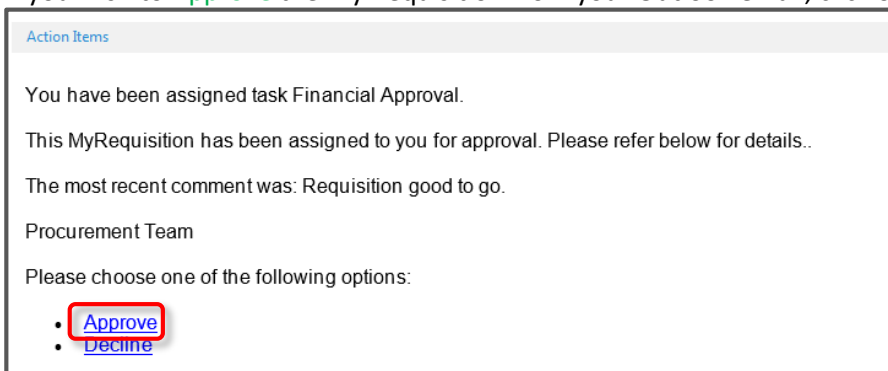 Action Items
You have been assigned task Financial Approval.
This MyRequisition has been assigned to you for approval. Please refer below for details..
The most recent comment was: Requisition good to go.
Procurement Team
Please choose one of the following options:
• Approve
• Decline